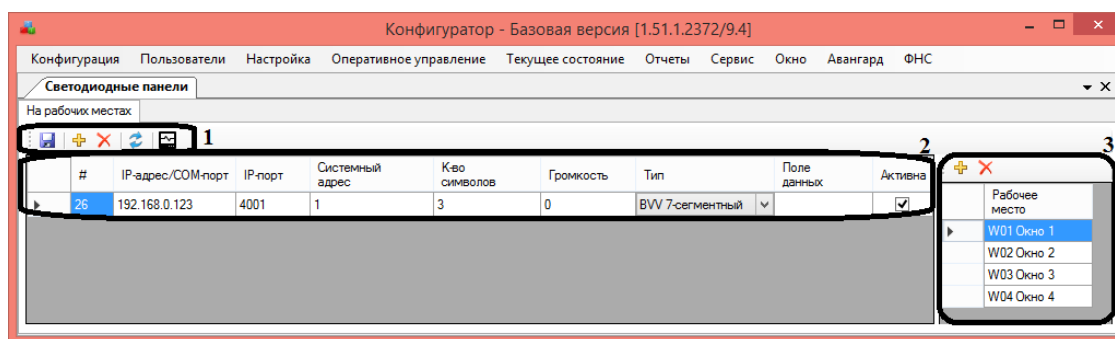 Конфигуратор - Базовая версия [1.51.1.2372/9.4]
Конфигурация Пользователи Настройка Оперативное управление Текущее состояние Отчеты Сервис Окно Авангард ФНС
Светодиодные панели
На рабочих местах
1
2
3
# IP-адрес/COM-порт IP-порт Системный адрес К-во символов Громкость Тип Поле данных Активна
26 192.168.0.123 4001 1 3 0 BVV 7-сегментный
Рабочее место
W01 Окно 1
W02 Окно 2
W03 Окно 3
W04 Окно 4